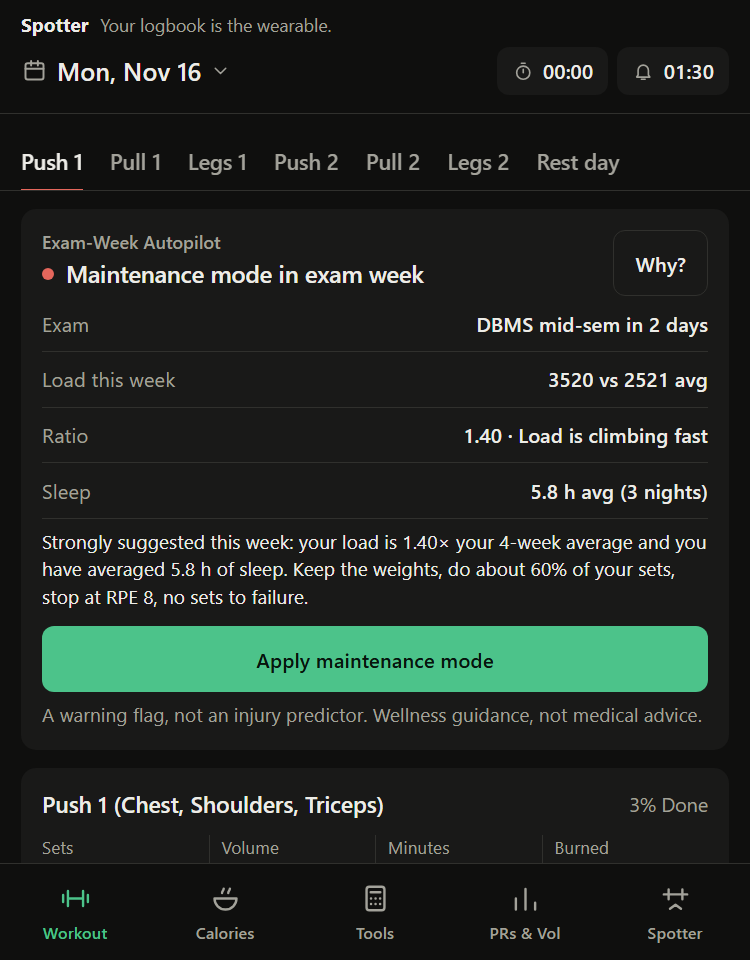 Spotter Your logbook is the wearable.
Mon, Nov 16
00:00
01:30
Push 1 Pull 1 Legs 1 Push 2 Pull 2 Legs 2 Rest day
Exam-Week Autopilot
Maintenance mode in exam week
Why?
Exam DBMS mid-sem in 2 days
Load this week 3520 vs 2521 avg
Ratio 1.40 · Load is climbing fast
Sleep 5.8 h avg (3 nights)
Strongly suggested this week: your load is 1.40× your 4-week average and you
have averaged 5.8 h of sleep. Keep the weights, do about 60% of your sets,
stop at RPE 8, no sets to failure.
Apply maintenance mode
A warning flag, not an injury predictor. Wellness guidance, not medical advice.
Push 1 (Chest, Shoulders, Triceps) 3% Done
Sets Volume Minutes Burned
Workout Calories Tools PRs & Vol Spotter